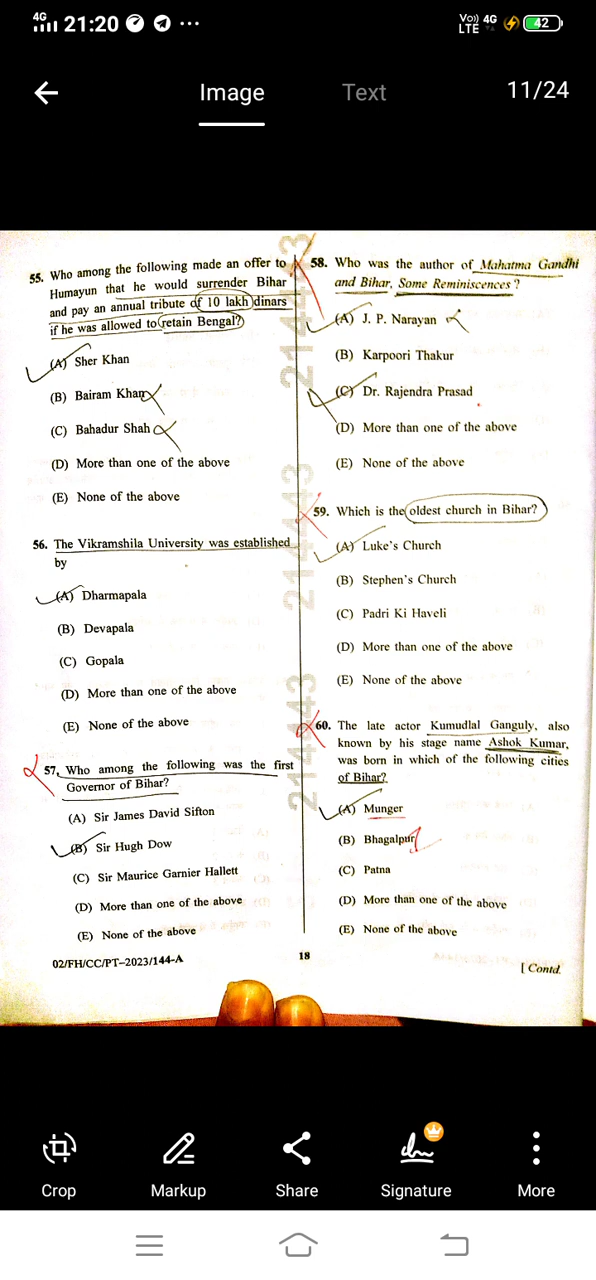 4G 21:20 ... Vo)) LTE 4G 42
Image Text 11/24
55. Who among the following made an offer to
Humayun that he would surrender Bihar
and pay an annual tribute of 10 lakh dinars
if he was allowed to retain Bengal?
(A) Sher Khan
(B) Bairam Khan
(C) Bahadur Shah
(D) More than one of the above
(E) None of the above
56. The Vikramshila University was established
by
(A) Dharmapala
(B) Devapala
(C) Gopala
(D) More than one of the above
(E) None of the above
57. Who among the following was the first
Governor of Bihar?
(A) Sir James David Sifton
(B) Sir Hugh Dow
(C) Sir Maurice Garnier Hallett
(D) More than one of the above
(E) None of the above
02/FH/CC/PT–2023/144-A
214443
214443
214443
58. Who was the author of Mahatma Gandhi
and Bihar, Some Reminiscences?
(A) J. P. Narayan
(B) Karpoori Thakur
(C) Dr. Rajendra Prasad
(D) More than one of the above
(E) None of the above
59. Which is the oldest church in Bihar?
(A) Luke's Church
(B) Stephen's Church
(C) Padri Ki Haveli
(D) More than one of the above
(E) None of the above
60. The late actor Kumudlal Ganguly, also
known by his stage name Ashok Kumar,
was born in which of the following cities
of Bihar?
(A) Munger
(B) Bhagalpur
(C) Patna
(D) More than one of the above
(E) None of the above
18
[ Contd.
Crop Markup Share Signature More